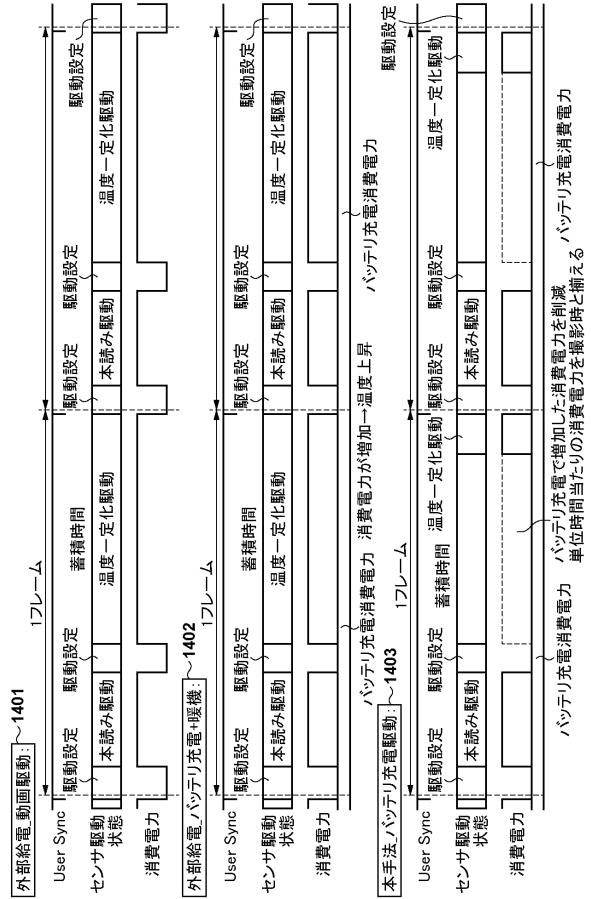 外部給電_動画駆動：
1401
1フレーム
User Sync
駆動設定
駆動設定
蓄積時間
駆動設定
駆動設定
駆動設定
センサ駆動
状態
本読み駆動
温度一定化駆動
本読み駆動
温度一定化駆動
消費電力
外部給電_バッテリ充電+暖機：
1402
1フレーム
User Sync
駆動設定
駆動設定
蓄積時間
駆動設定
駆動設定
駆動設定
センサ駆動
状態
本読み駆動
温度一定化駆動
本読み駆動
温度一定化駆動
消費電力
バッテリ充電消費電力
消費電力が増加→温度上昇
バッテリ充電消費電力
本手法_バッテリ充電駆動：
1403
1フレーム
User Sync
駆動設定
駆動設定
蓄積時間
温度一定化駆動
駆動設定
駆動設定
温度一定化駆動
駆動設定
センサ駆動
状態
本読み駆動
本読み駆動
消費電力
バッテリ充電消費電力
バッテリ充電で増加した消費電力を削減
単位時間当たりの消費電力を撮影時と揃える
バッテリ充電消費電力